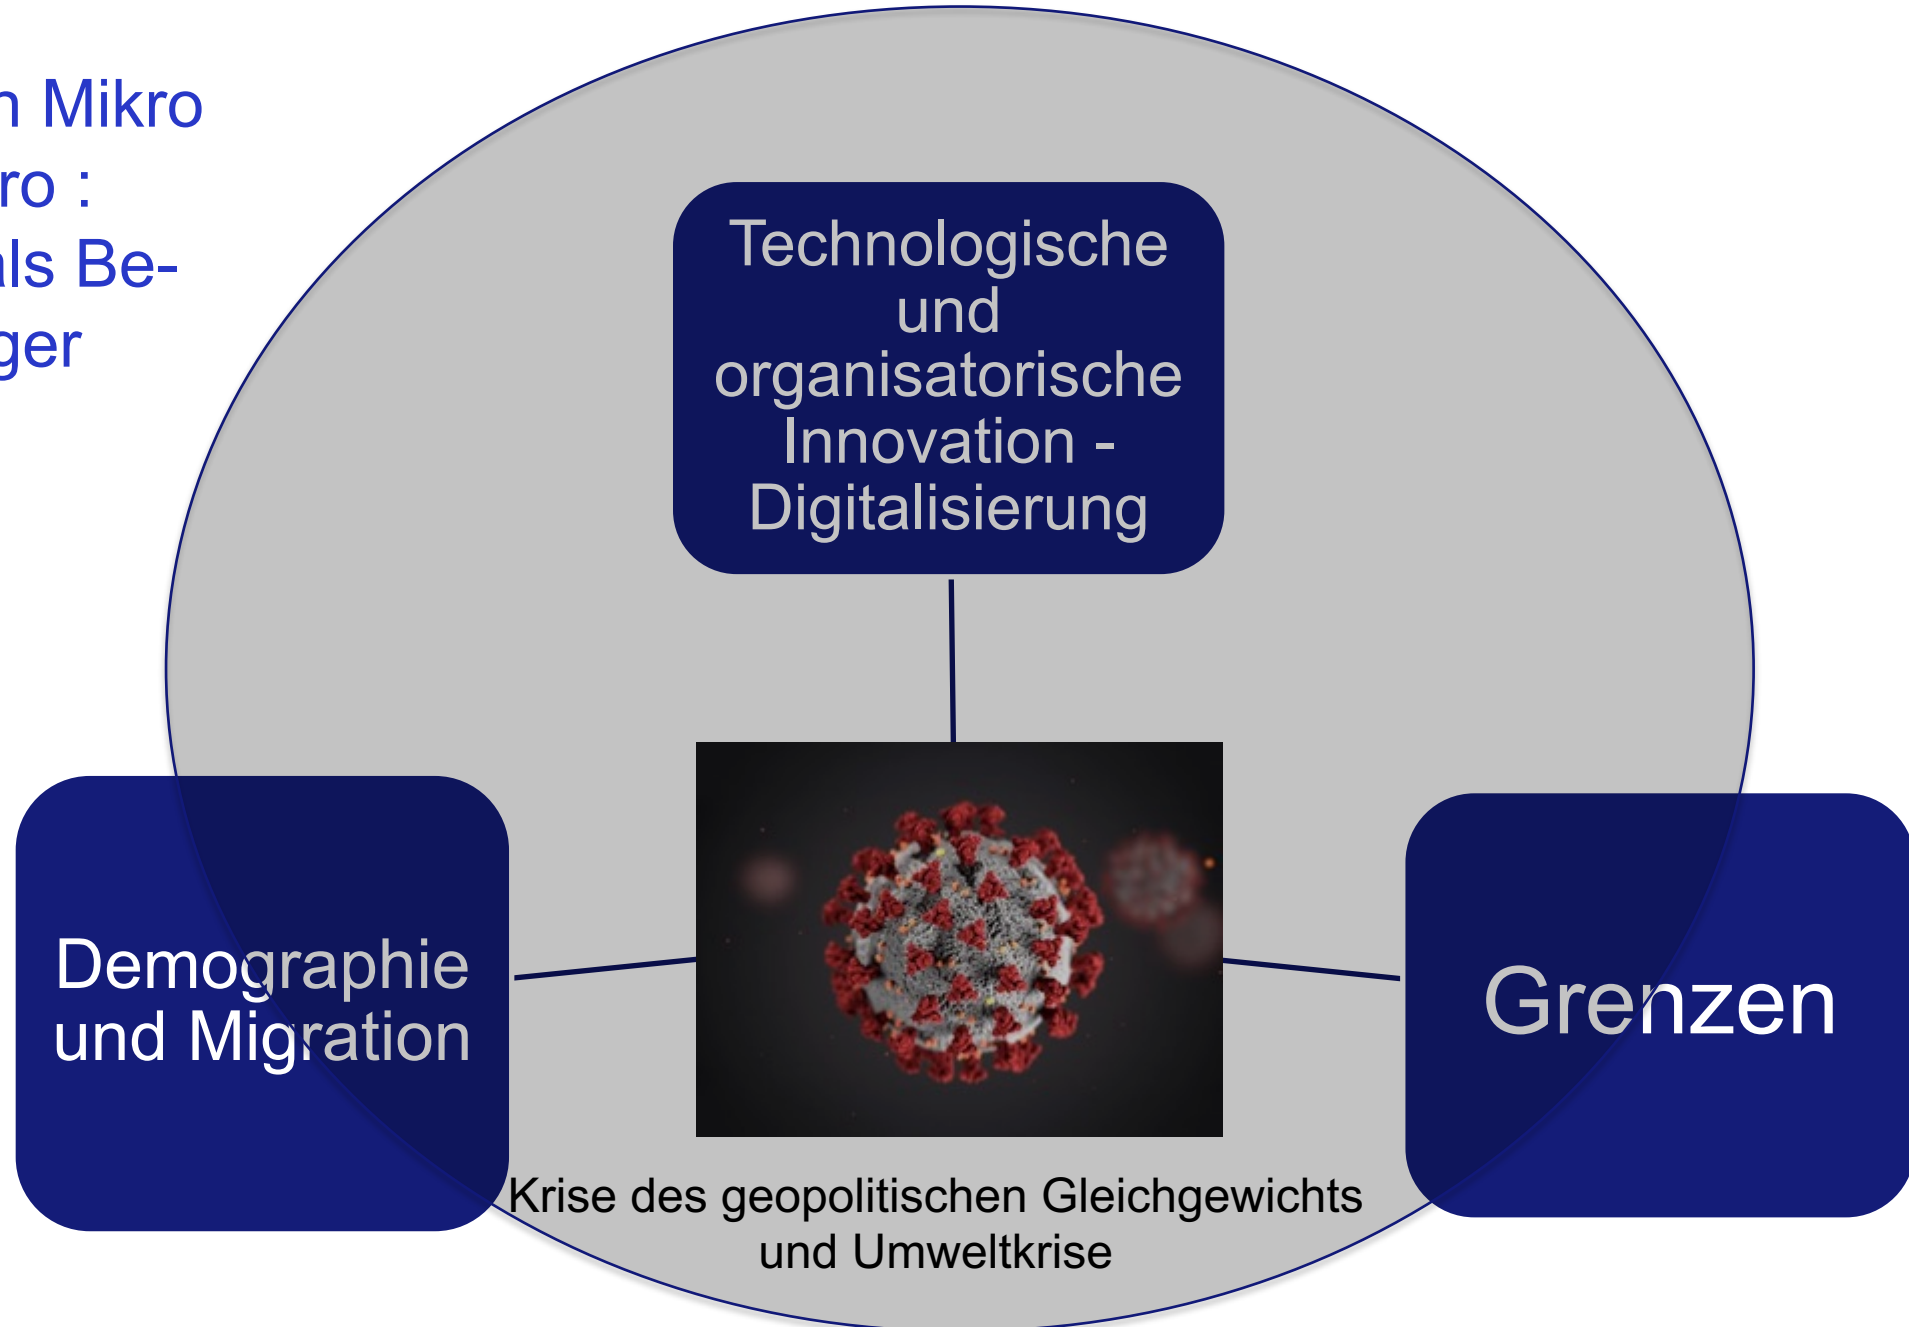 n Mikro
ro :
als Be-
ger
Technologische
und
organisatorische
Innovation -
Digitalisierung
Demographie
und Migration
Grenzen
Krise des geopolitischen Gleichgewichts
und Umweltkrise